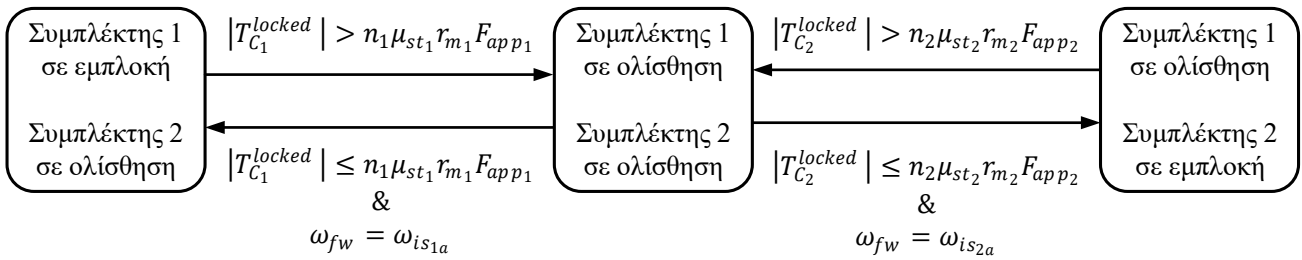 Συμπλέκτης 1
σε εμπλοκή
Συμπλέκτης 2
σε ολίσθηση
|T_{C_1}^{locked}| > n_1 μ_{st_1} r_{m_1} F_{app_1}
|T_{C_1}^{locked}| ≤ n_1 μ_{st_1} r_{m_1} F_{app_1}
&
ω_{fw} = ω_{is_{1a}}
Συμπλέκτης 1
σε ολίσθηση
Συμπλέκτης 2
σε ολίσθηση
|T_{C_2}^{locked}| > n_2 μ_{st_2} r_{m_2} F_{app_2}
|T_{C_2}^{locked}| ≤ n_2 μ_{st_2} r_{m_2} F_{app_2}
&
ω_{fw} = ω_{is_{2a}}
Συμπλέκτης 1
σε ολίσθηση
Συμπλέκτης 2
σε εμπλοκή